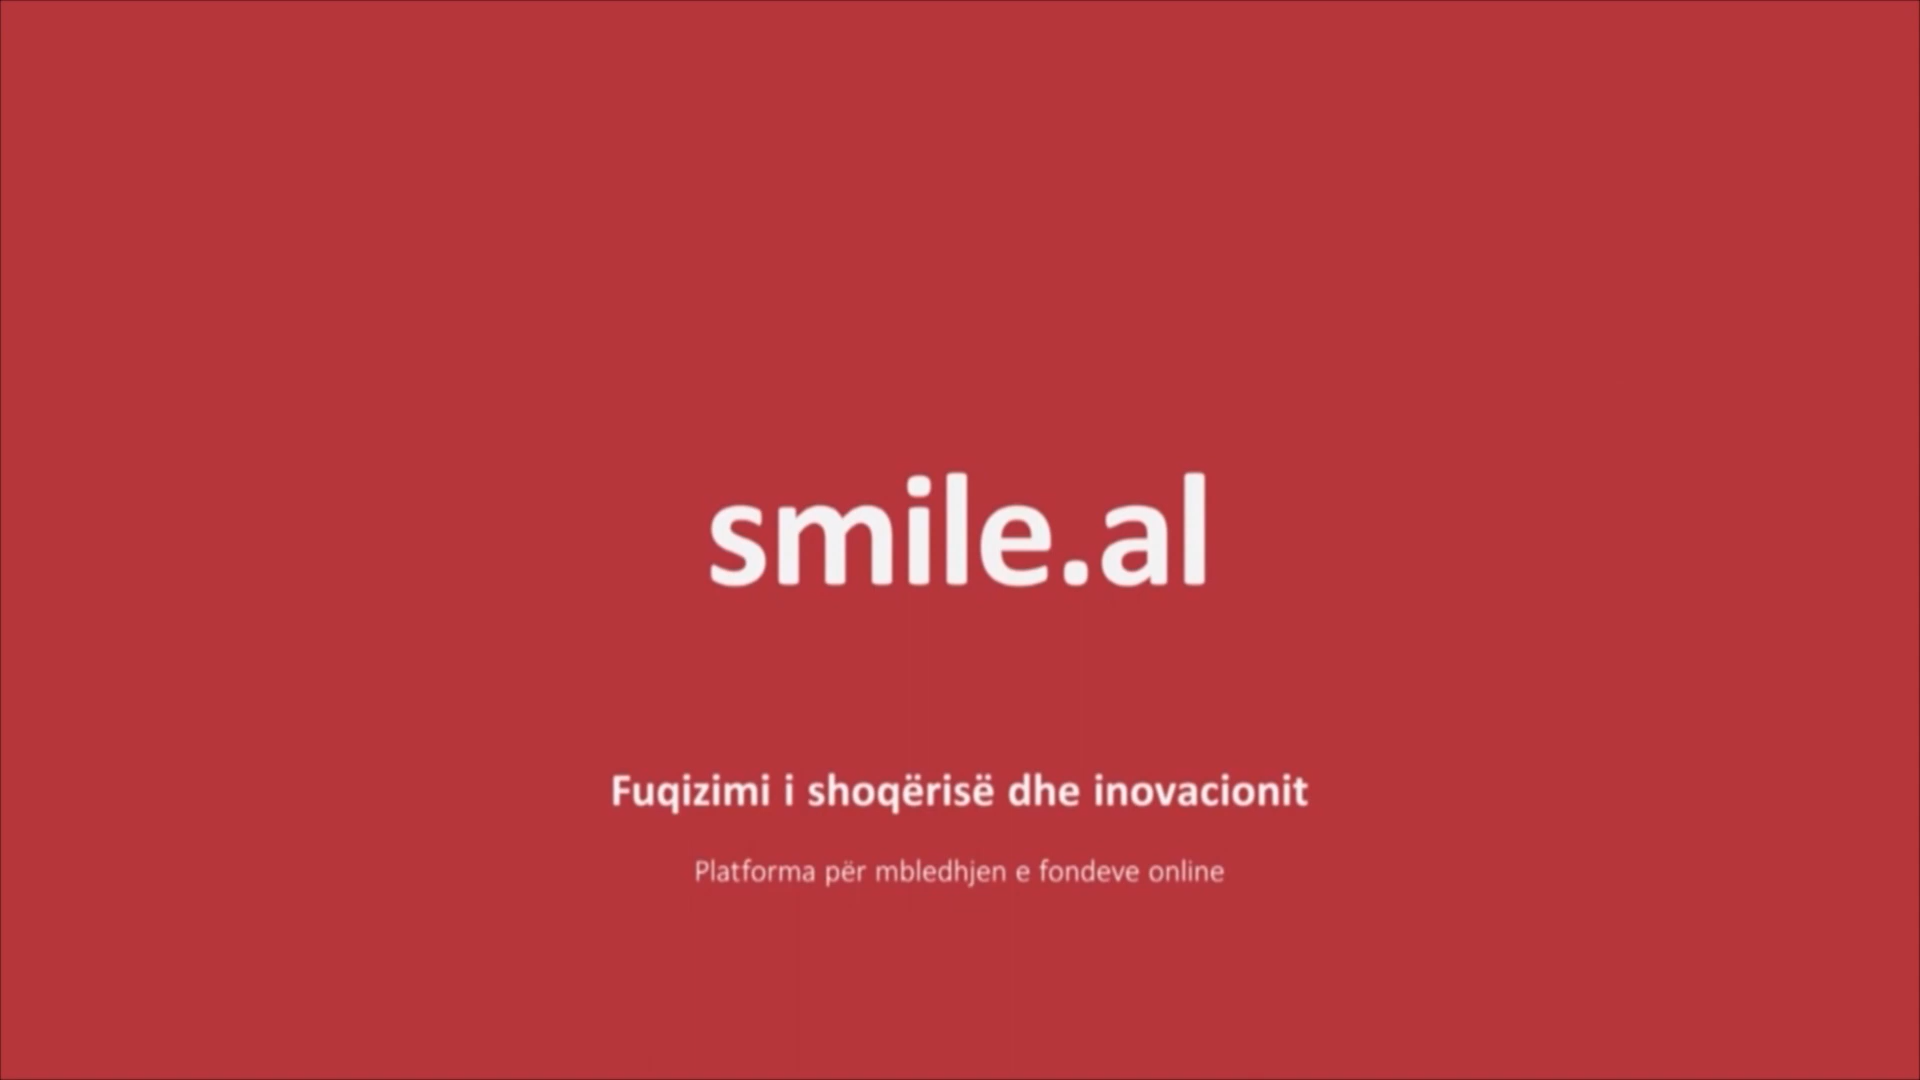 smile.al
Fuqizimi i shoqërisë dhe inovacionit
Platforma për mbledhjen e fondeve online